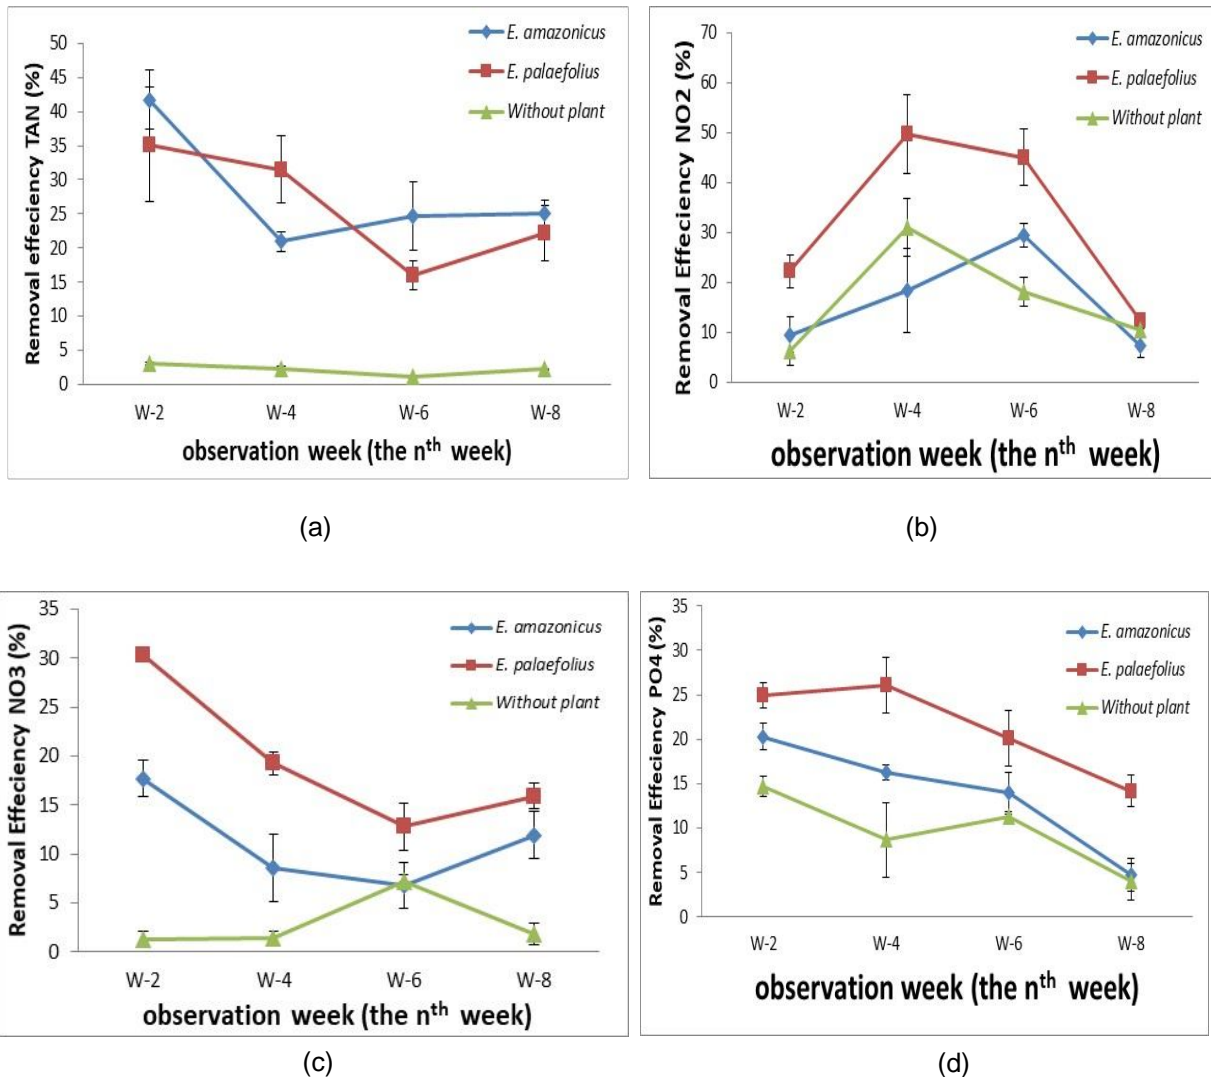 Removal effeciency TAN (%)
50
45
40
35
30
25
20
15
10
5
0
E. amazonicus
E. palaefolius
Without plant
W-2 W-4 W-6 W-8
observation week (the nth week)
(a)
Removal Effeciency NO2 (%)
70
60
50
40
30
20
10
0
E. amazonicus
E. palaefolius
Without plant
W-2 W-4 W-6 W-8
observation week (the nth week)
(b)
Removal Effeciency NO3 (%)
35
30
25
20
15
10
5
0
E. amazonicus
E. palaefolius
Without plant
W-2 W-4 W-6 W-8
observation week (the nth week)
(c)
Removal Effeciency PO4 (%)
35
30
25
20
15
10
5
0
E. amazonicus
E. palaefolius
Without plant
W-2 W-4 W-6 W-8
observation week (the nth week)
(d)